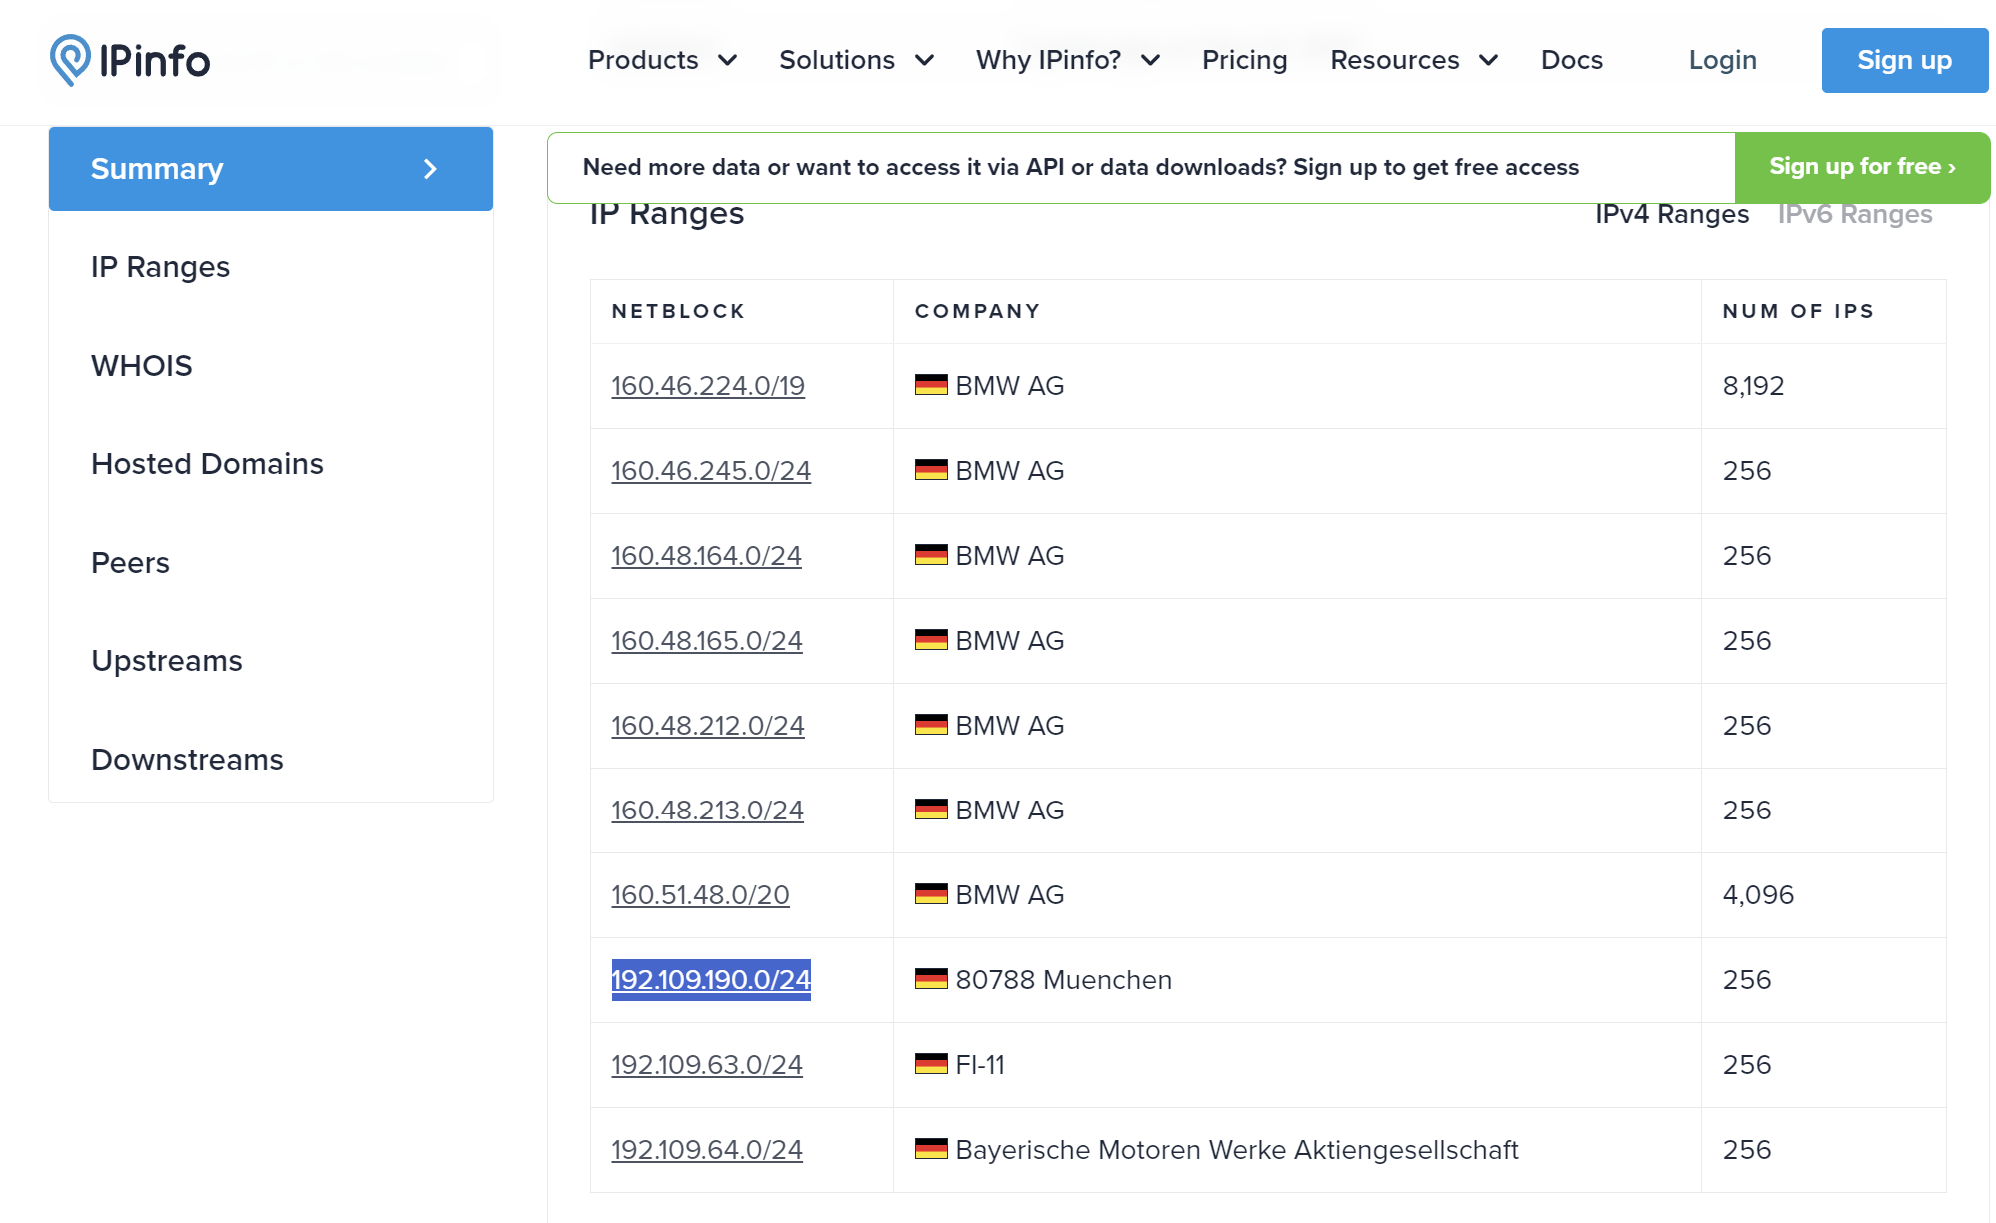 IPinfo
Products Solutions Why IPinfo? Pricing Resources Docs Login Sign up
Summary
IP Ranges
WHOIS
Hosted Domains
Peers
Upstreams
Downstreams
Need more data or want to access it via API or data downloads? Sign up to get free access Sign up for free ›
IP Ranges IPv4 Ranges IPv6 Ranges
NETBLOCK COMPANY NUM OF IPS
160.46.224.0/19 BMW AG 8,192
160.46.245.0/24 BMW AG 256
160.48.164.0/24 BMW AG 256
160.48.165.0/24 BMW AG 256
160.48.212.0/24 BMW AG 256
160.48.213.0/24 BMW AG 256
160.51.48.0/20 BMW AG 4,096
192.109.190.0/24 80788 Muenchen 256
192.109.63.0/24 FI-11 256
192.109.64.0/24 Bayerische Motoren Werke Aktiengesellschaft 256